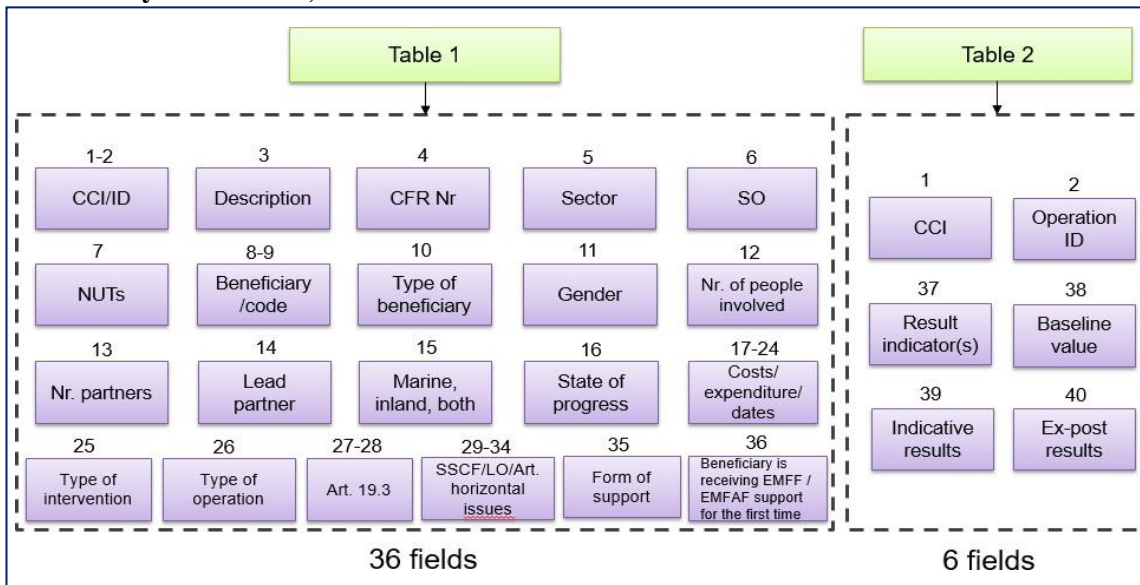 Table 1
Table 2
1-2
3
4
5
6
CCI/ID
Description
CFR Nr
Sector
SO
7
8-9
10
11
12
NUTs
Beneficiary
/code
Type of
beneficiary
Gender
Nr. of people
involved
13
14
15
16
17-24
Nr. partners
Lead
partner
Marine,
inland, both
State of
progress
Costs/
expenditure/
dates
25
26
27-28
29-34
35
36
Type of
intervention
Type of
operation
Art. 19.3
SSCF/LO/Art.
horizontal
issues
Form of
support
Beneficiary is
receiving EMFF /
EMFAF support
for the first time
36 fields
1
2
CCI
Operation
ID
37
38
Result
indicator(s)
Baseline
value
39
40
Indicative
results
Ex-post
results
6 fields